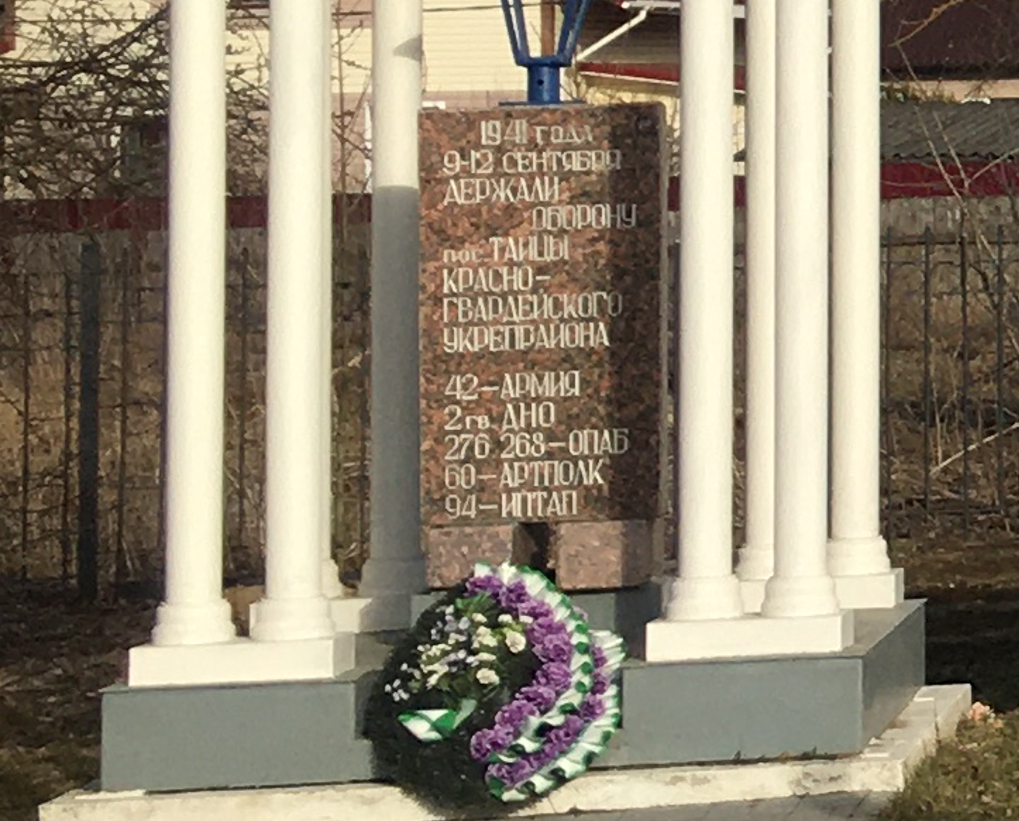 1941 ГОДА
9-12 СЕНТЯБРЯ
ДЕРЖАЛИ
ОБОРОНУ
пос ТАИЦЫ
КРАСНО-
ГВАРДЕЙСКОГО
УКРЕПРАЙОНА
42-АРМИЯ
2 гв. ДНО
276, 268-ОПАБ
60-АРТПОЛК
94-ИПТАП